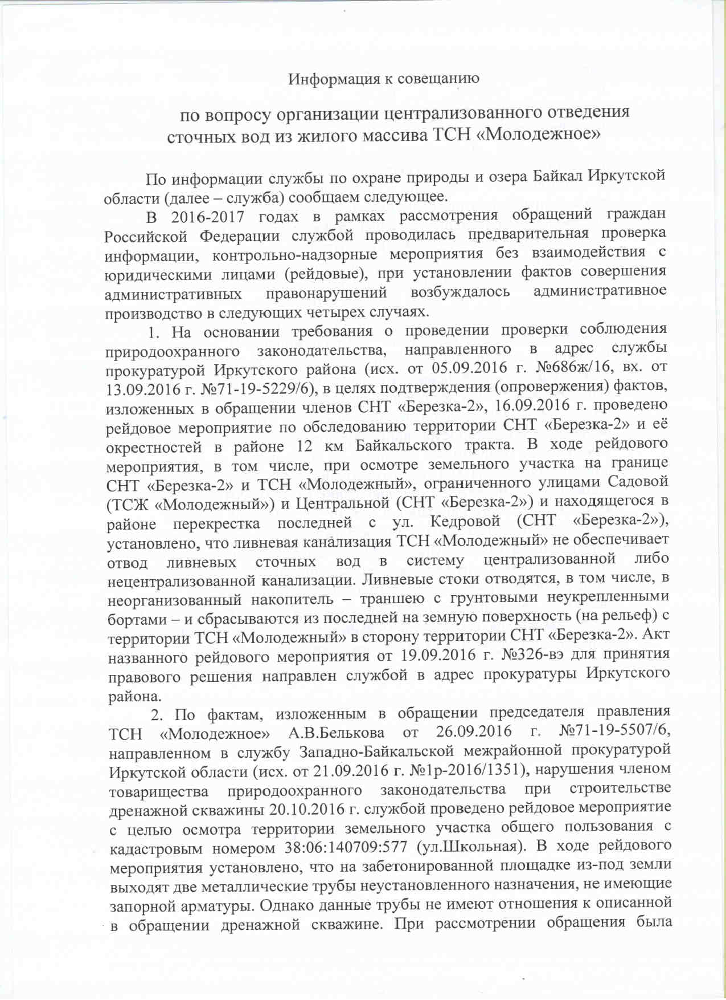 Информация к совещанию
по вопросу организации централизованного отведения
сточных вод из жилого массива ТСН «Молодежное»
По информации службы по охране природы и озера Байкал Иркутской
области (далее – служба) сообщаем следующее.
В 2016-2017 годах в рамках рассмотрения обращений граждан
Российской Федерации службой проводилась предварительная проверка
информации, контрольно-надзорные мероприятия без взаимодействия с
юридическими лицами (рейдовые), при установлении фактов совершения
административных правонарушений возбуждалось административное
производство в следующих четырех случаях.
1. На основании требования о проведении проверки соблюдения
природоохранного законодательства, направленного в адрес службы
прокуратурой Иркутского района (исх. от 05.09.2016 г. №686ж/16, вх. от
13.09.2016 г. №71-19-5229/6), в целях подтверждения (опровержения) фактов,
изложенных в обращении членов СНТ «Березка-2», 16.09.2016 г. проведено
рейдовое мероприятие по обследованию территории СНТ «Березка-2» и её
окрестностей в районе 12 км Байкальского тракта. В ходе рейдового
мероприятия, в том числе, при осмотре земельного участка на границе
СНТ «Березка-2» и ТСН «Молодежный», ограниченного улицами Садовой
(ТСЖ «Молодежный») и Центральной (СНТ «Березка-2») и находящегося в
районе перекрестка последней с ул. Кедровой (СНТ «Березка-2»),
установлено, что ливневая канализация ТСН «Молодежный» не обеспечивает
отвод ливневых сточных вод в систему централизованной либо
нецентрализованной канализации. Ливневые стоки отводятся, в том числе, в
неорганизованный накопитель – траншею с грунтовыми неукрепленными
бортами – и сбрасываются из последней на земную поверхность (на рельеф) с
территории ТСН «Молодежный» в сторону территории СНТ «Березка-2». Акт
названного рейдового мероприятия от 19.09.2016 г. №326-вэ для принятия
правового решения направлен службой в адрес прокуратуры Иркутского
района.
2. По фактам, изложенным в обращении председателя правления
ТСН «Молодежное» А.В.Белькова от 26.09.2016 г. №71-19-5507/6,
направленном в службу Западно-Байкальской межрайонной прокуратурой
Иркутской области (исх. от 21.09.2016 г. №1р-2016/1351), нарушения членом
товарищества природоохранного законодательства при строительстве
дренажной скважины 20.10.2016 г. службой проведено рейдовое мероприятие
с целью осмотра территории земельного участка общего пользования с
кадастровым номером 38:06:140709:577 (ул.Школьная). В ходе рейдового
мероприятия установлено, что на забетонированной площадке из-под земли
выходят две металлические трубы неустановленного назначения, не имеющие
запорной арматуры. Однако данные трубы не имеют отношения к описанной
в обращении дренажной скважине. При рассмотрении обращения была